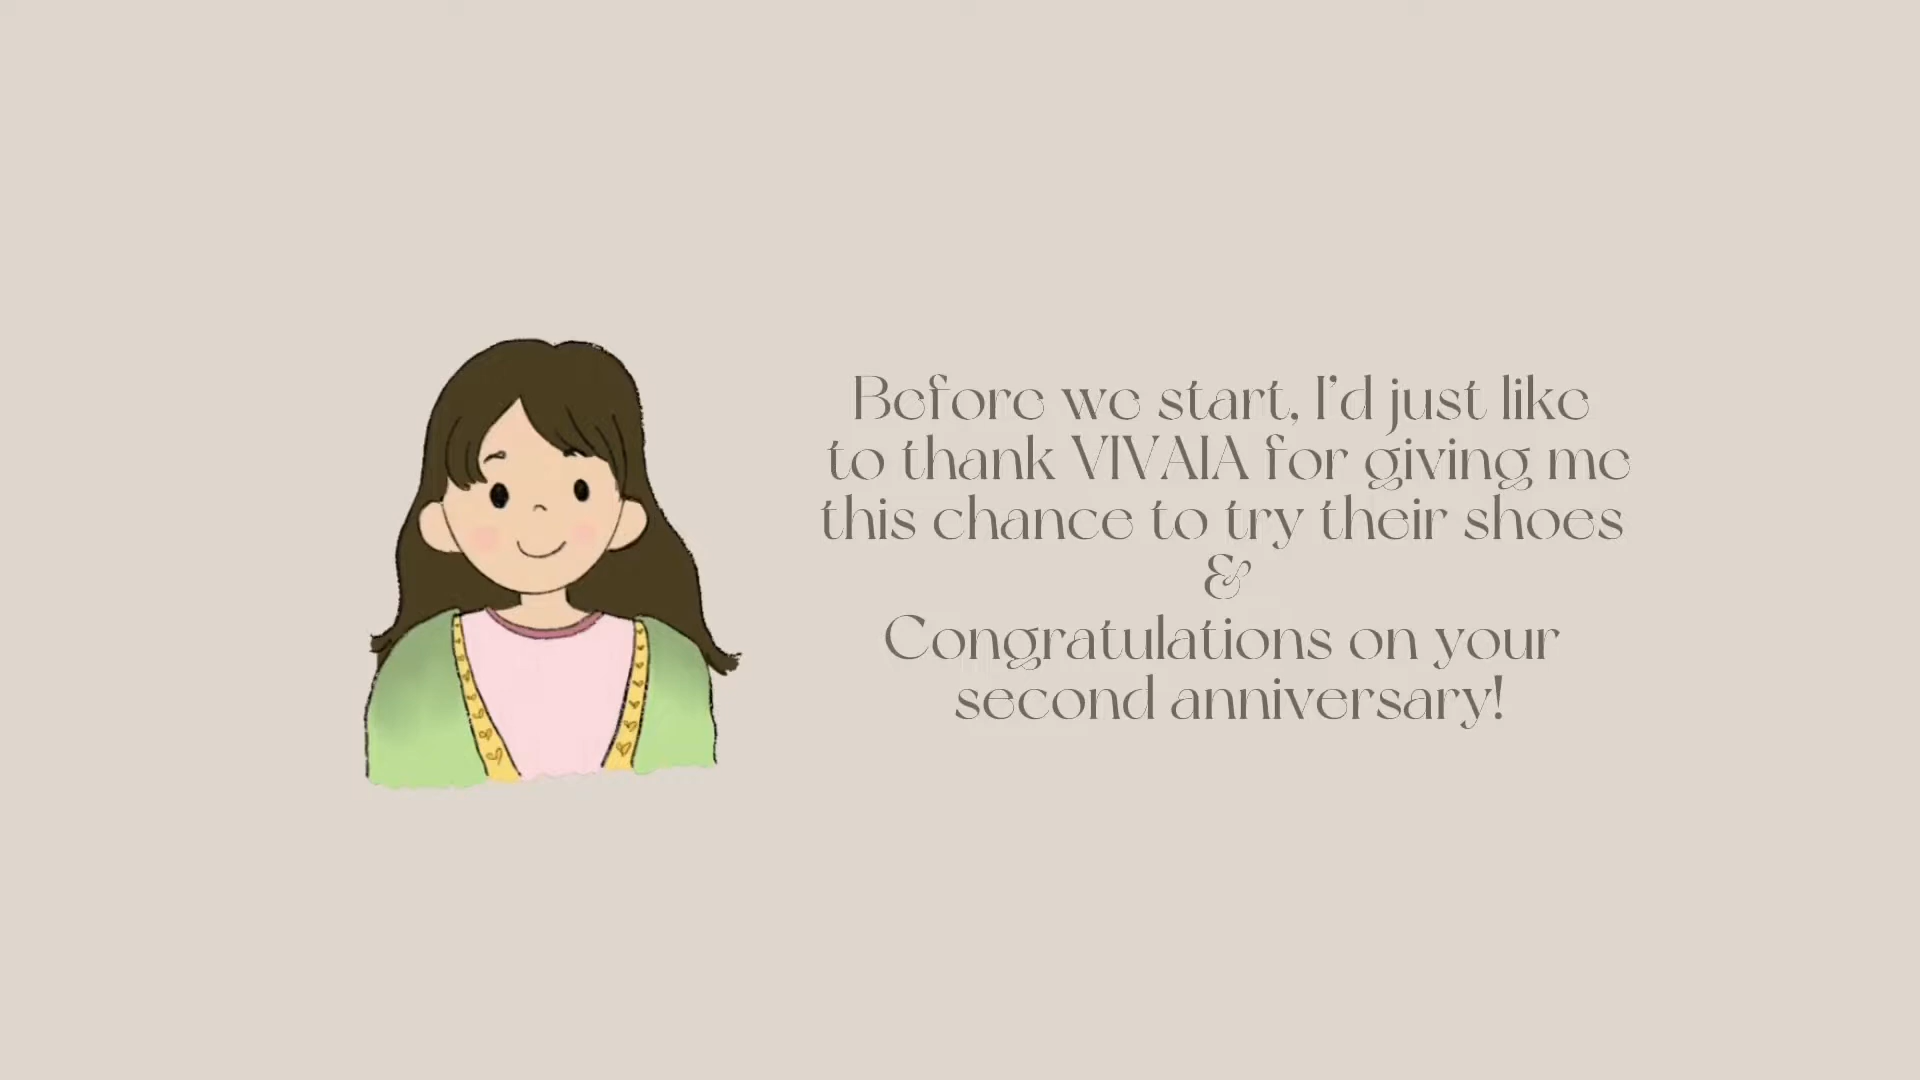 Before we start, I'd just like
to thank VIVAIA for giving me
this chance to try their shoes
&
Congratulations on your
second anniversary!